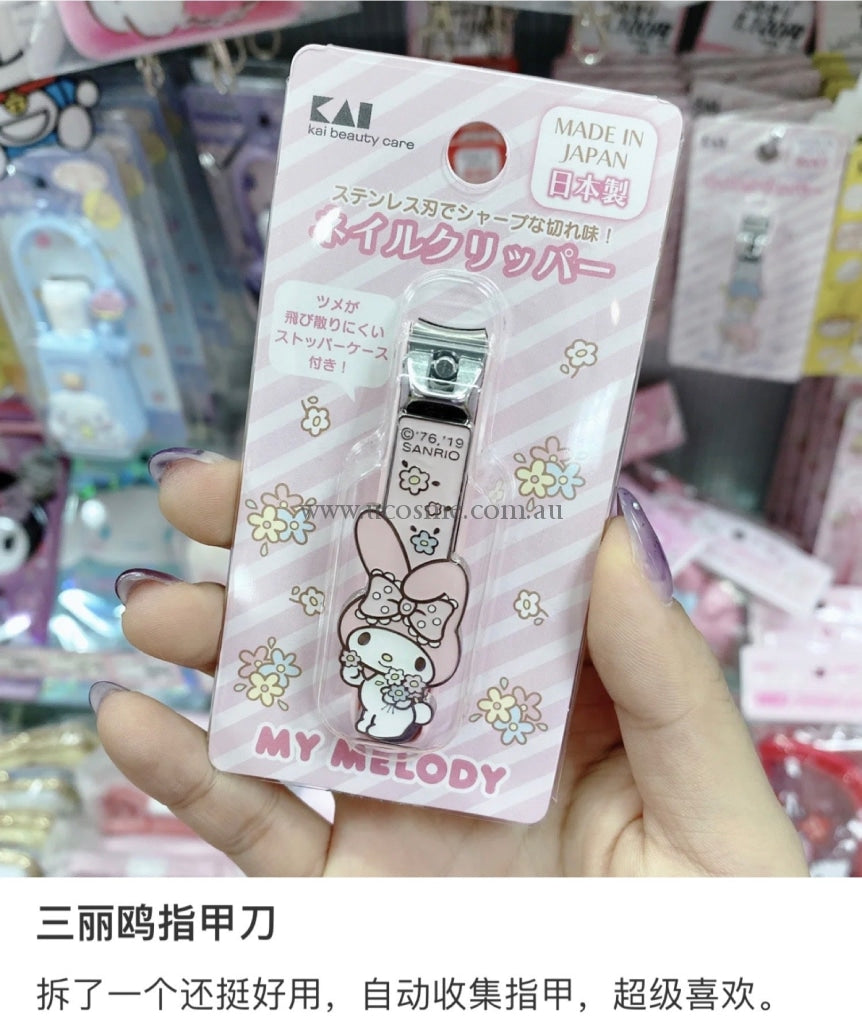 KAI
kai beauty care
MADE IN
JAPAN
日本製
ステンレス刃でシャープな切れ味！
ネイルクリッパー
ツメが
飛び散りにくい
ストッパーケース
付き！
©'76,'19
SANRIO
www.ucosme.com.au
MY MELODY
三丽鸥指甲刀
拆了一个还挺好用，自动收集指甲，超级喜欢。